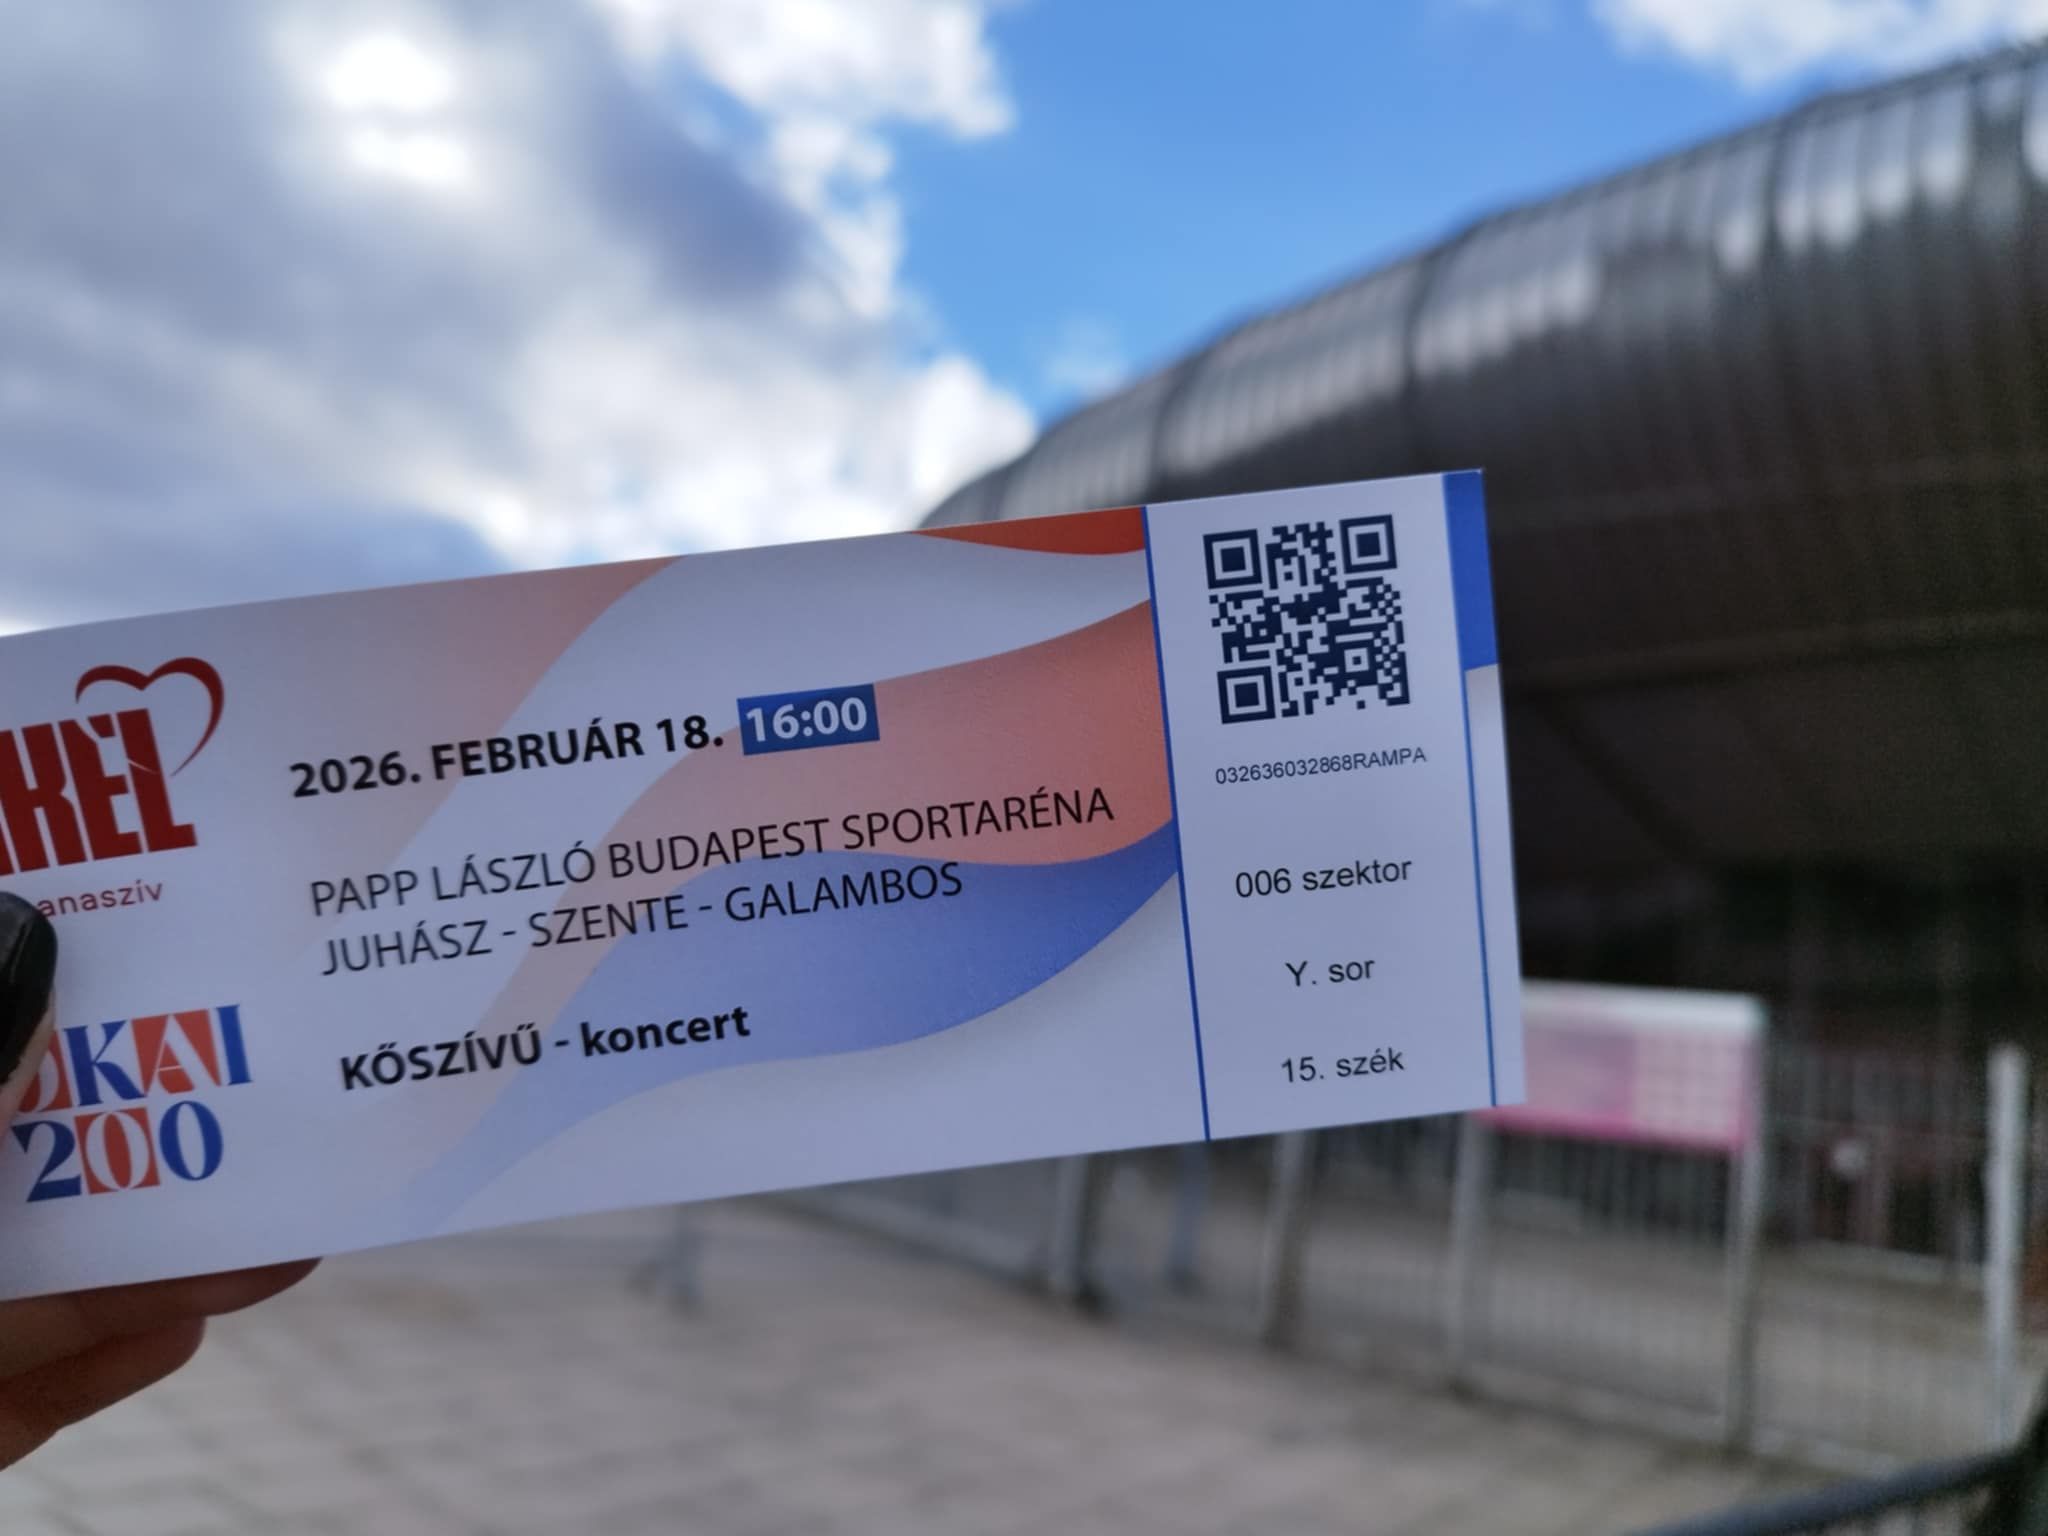 2026. FEBRUÁR 18. 16:00
PAPP LÁSZLÓ BUDAPEST SPORTARÉNA
JUHÁSZ - SZENTE - GALAMBOS
KŐSZÍVŰ - koncert
200
032636032868RAMPA
006 szektor
Y. sor
15. szék